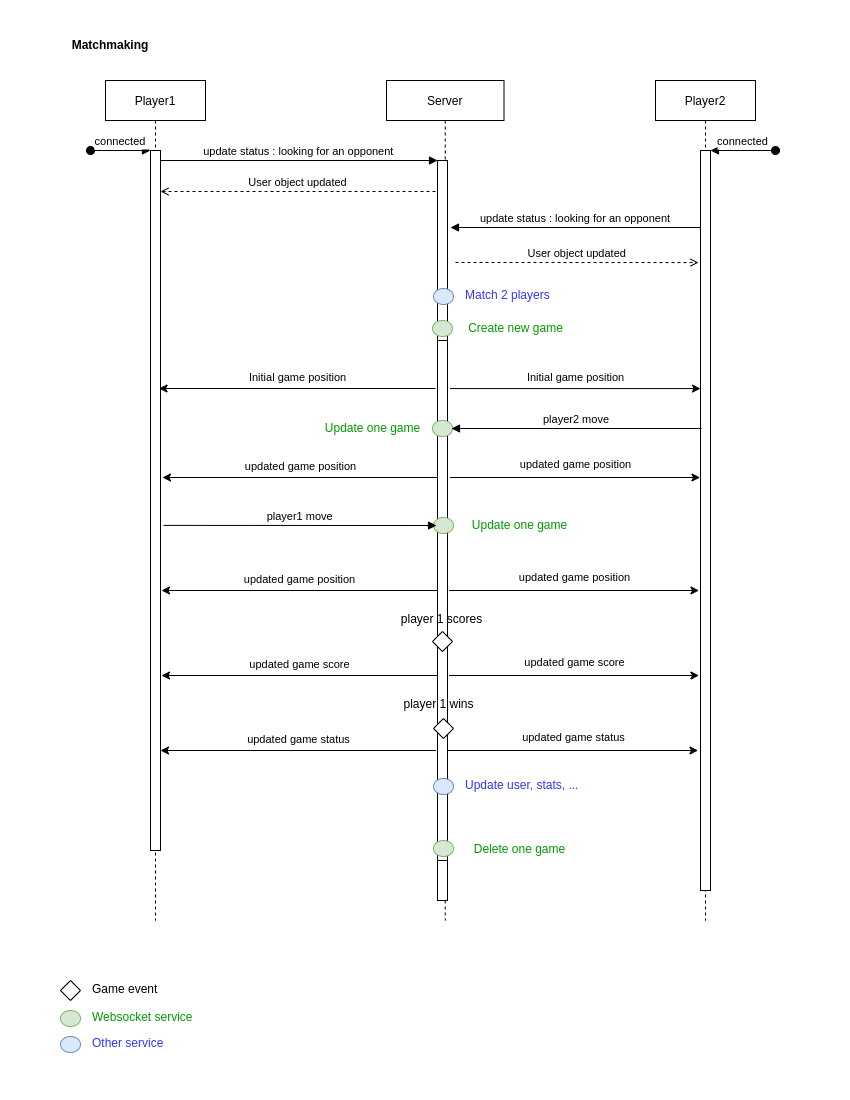 Matchmaking
Player1
Server
Player2
connected
connected
update status : looking for an opponent
User object updated
update status : looking for an opponent
User object updated
Match 2 players
Create new game
Initial game position
Initial game position
player2 move
Update one game
updated game position
updated game position
player1 move
Update one game
updated game position
updated game position
player 1 scores
updated game score
updated game score
player 1 wins
updated game status
updated game status
Update user, stats, ...
Delete one game
Game event
Websocket service
Other service